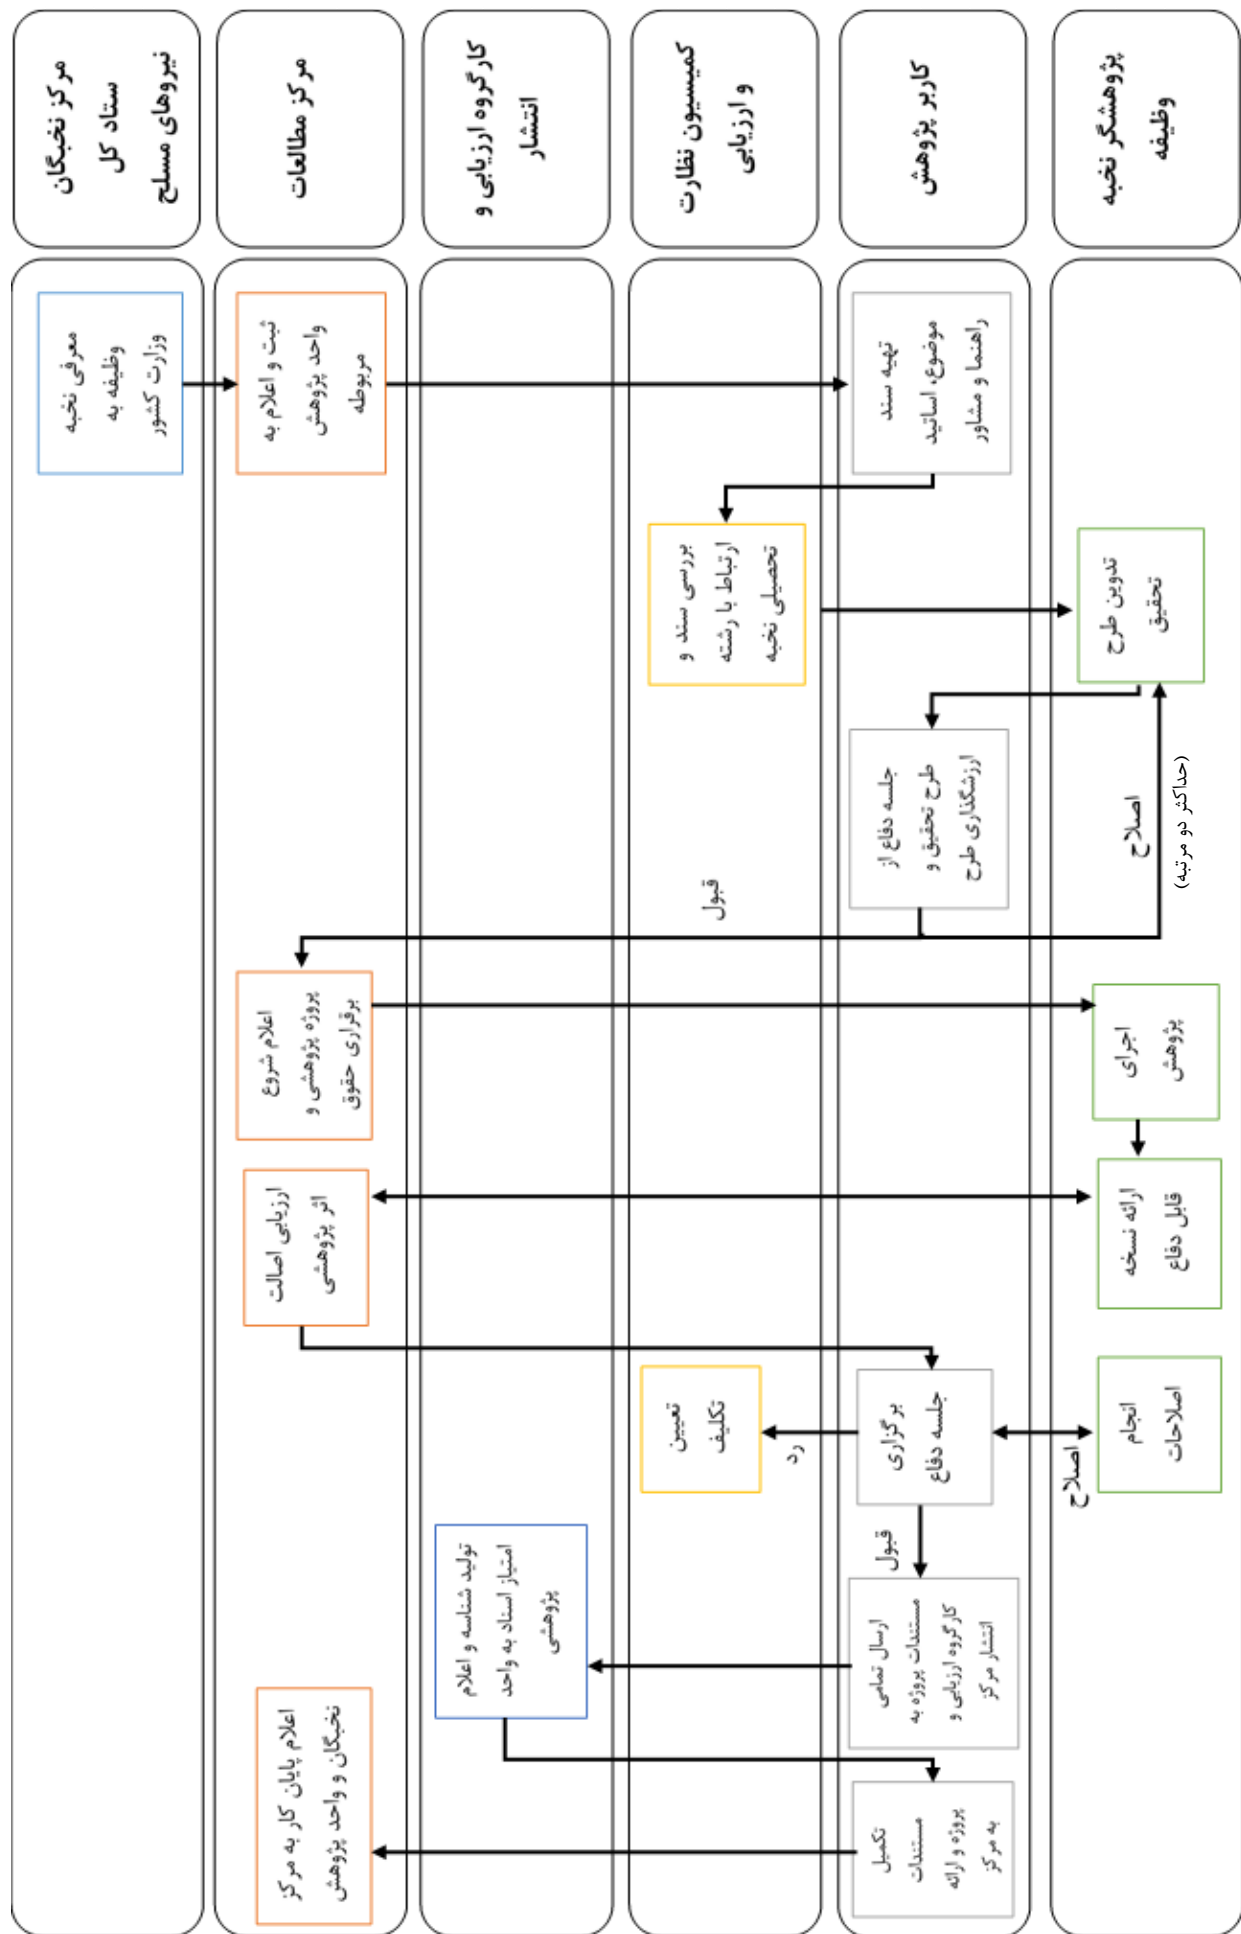 مرکز نخبگان
ستاد کل
نیروهای مسلح
مرکز مطالعات
کارگروه ارزیابی و
انتشار
کمیسیون نظارت
و ارزیابی
کاربر پژوهش
پژوهشگر نخبه
وظیفه
معرفی نخبه
وظیفه به
وزارت کشور
ثبت و اعلام به
واحد پژوهش
مربوطه
تهیه سند
موضوع، اساتید
راهنما و مشاور
بررسی سند و
ارتباط با رشته
تحصیلی نخبه
تدوین طرح
تحقیق
جلسه دفاع از
طرح تحقیق و
ارزشگذاری طرح
اصلاح
(حداکثر دو مرتبه)
قبول
اعلام شروع
پروژه پژوهشی و
برقراری حقوق
اجرای
پژوهش
ارائه نسخه
قابل دفاع
ارزیابی اصالت
اثر پژوهشی
برگزاری
جلسه دفاع
رد
تعیین
تکلیف
اصلاح
انجام
اصلاحات
قبول
ارسال تمامی
مستندات پروژه به
کارگروه ارزیابی و
انتشار مرکز
تولید شناسه و اعلام
امتیاز اسناد به واحد
پژوهشی
تکمیل
مستندات
پروژه و ارائه
به مرکز
اعلام پایان کار به مرکز
نخبگان و واحد پژوهش